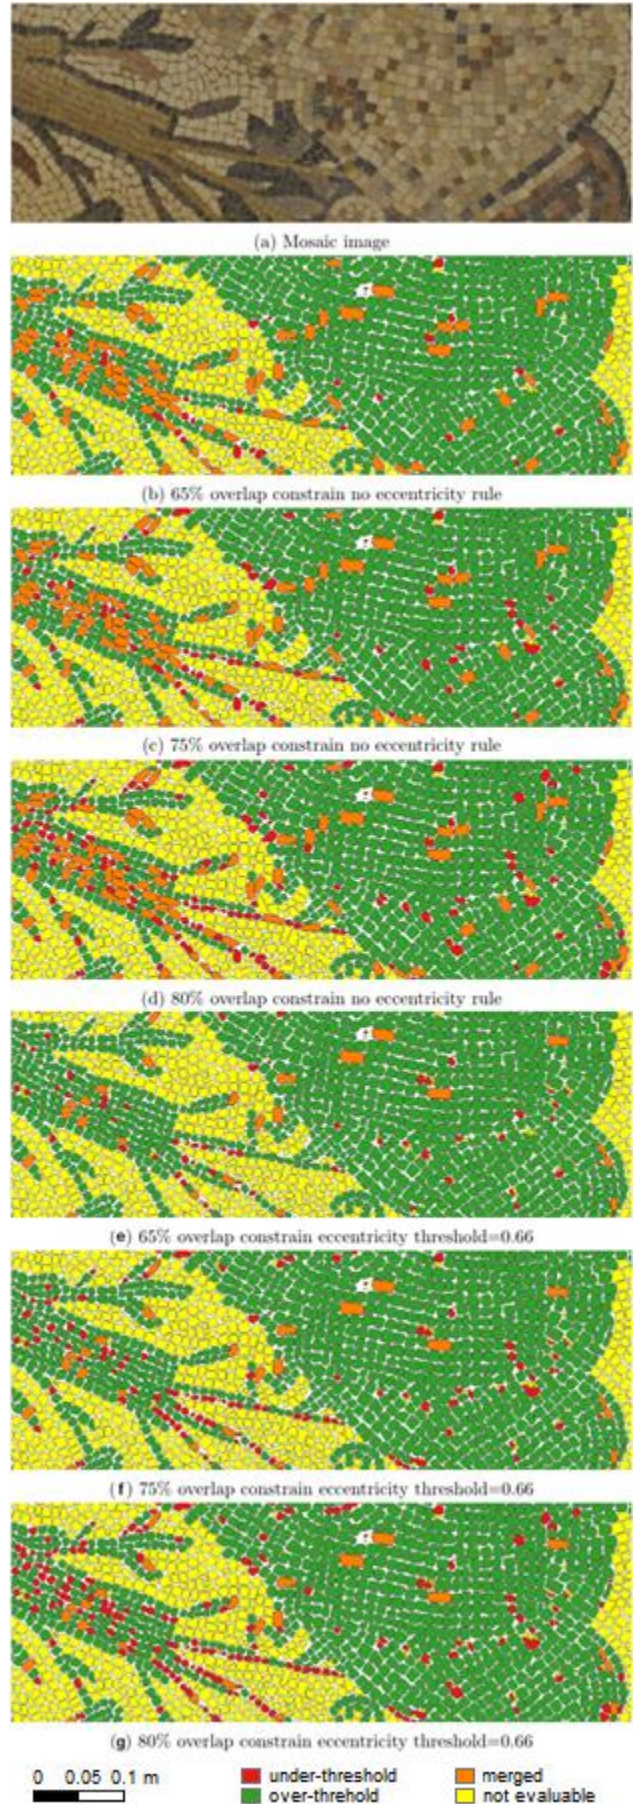 (a) Mosaic image
(b) 65% overlap constrain no eccentricity rule
(c) 75% overlap constrain no eccentricity rule
(d) 80% overlap constrain no eccentricity rule
(e) 65% overlap constrain eccentricity threshold=0.66
(f) 75% overlap constrain eccentricity threshold=0.66
(g) 80% overlap constrain eccentricity threshold=0.66
0 0.05 0.1 m
under-threshold merged
over-threhold not evaluable